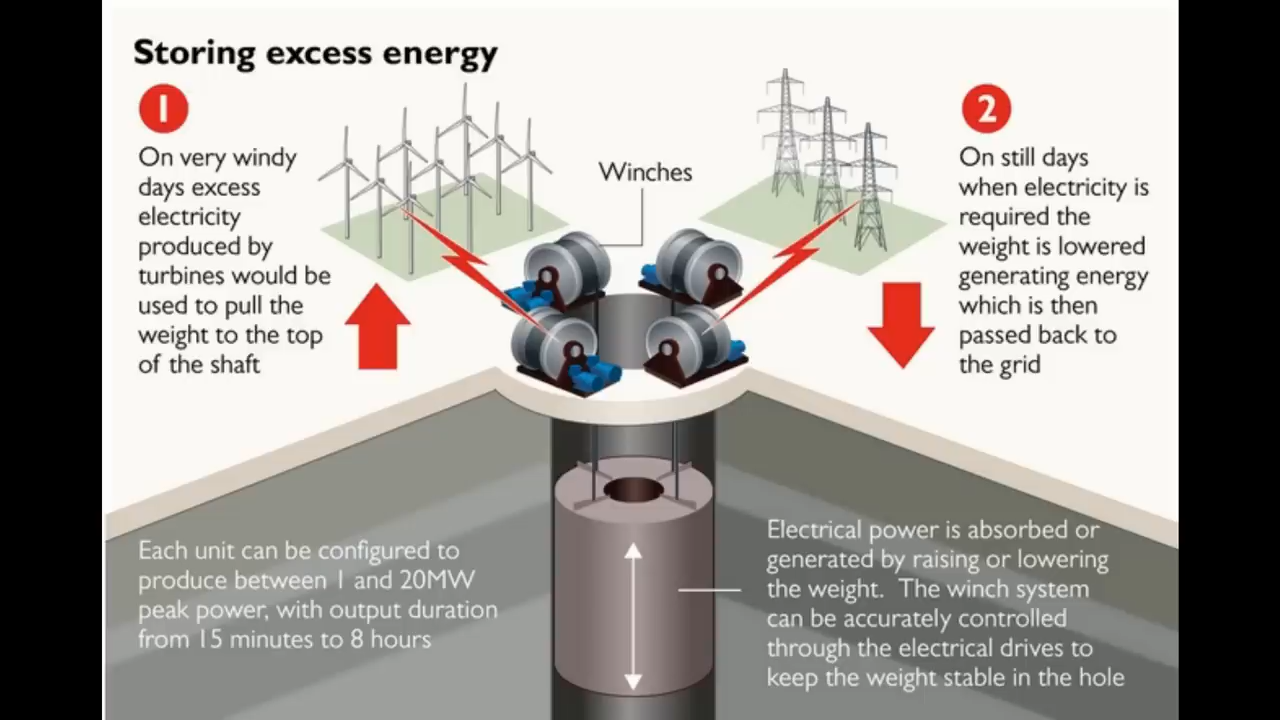 Storing excess energy
1
On very windy
days excess
electricity
produced by
turbines would be
used to pull the
weight to the top
of the shaft
Winches
2
On still days
when electricity is
required the
weight is lowered
generating energy
which is then
passed back to
the grid
Each unit can be configured to
produce between 1 and 20MW
peak power, with output duration
from 15 minutes to 8 hours
Electrical power is absorbed or
generated by raising or lowering
the weight. The winch system
can be accurately controlled
through the electrical drives to
keep the weight stable in the hole